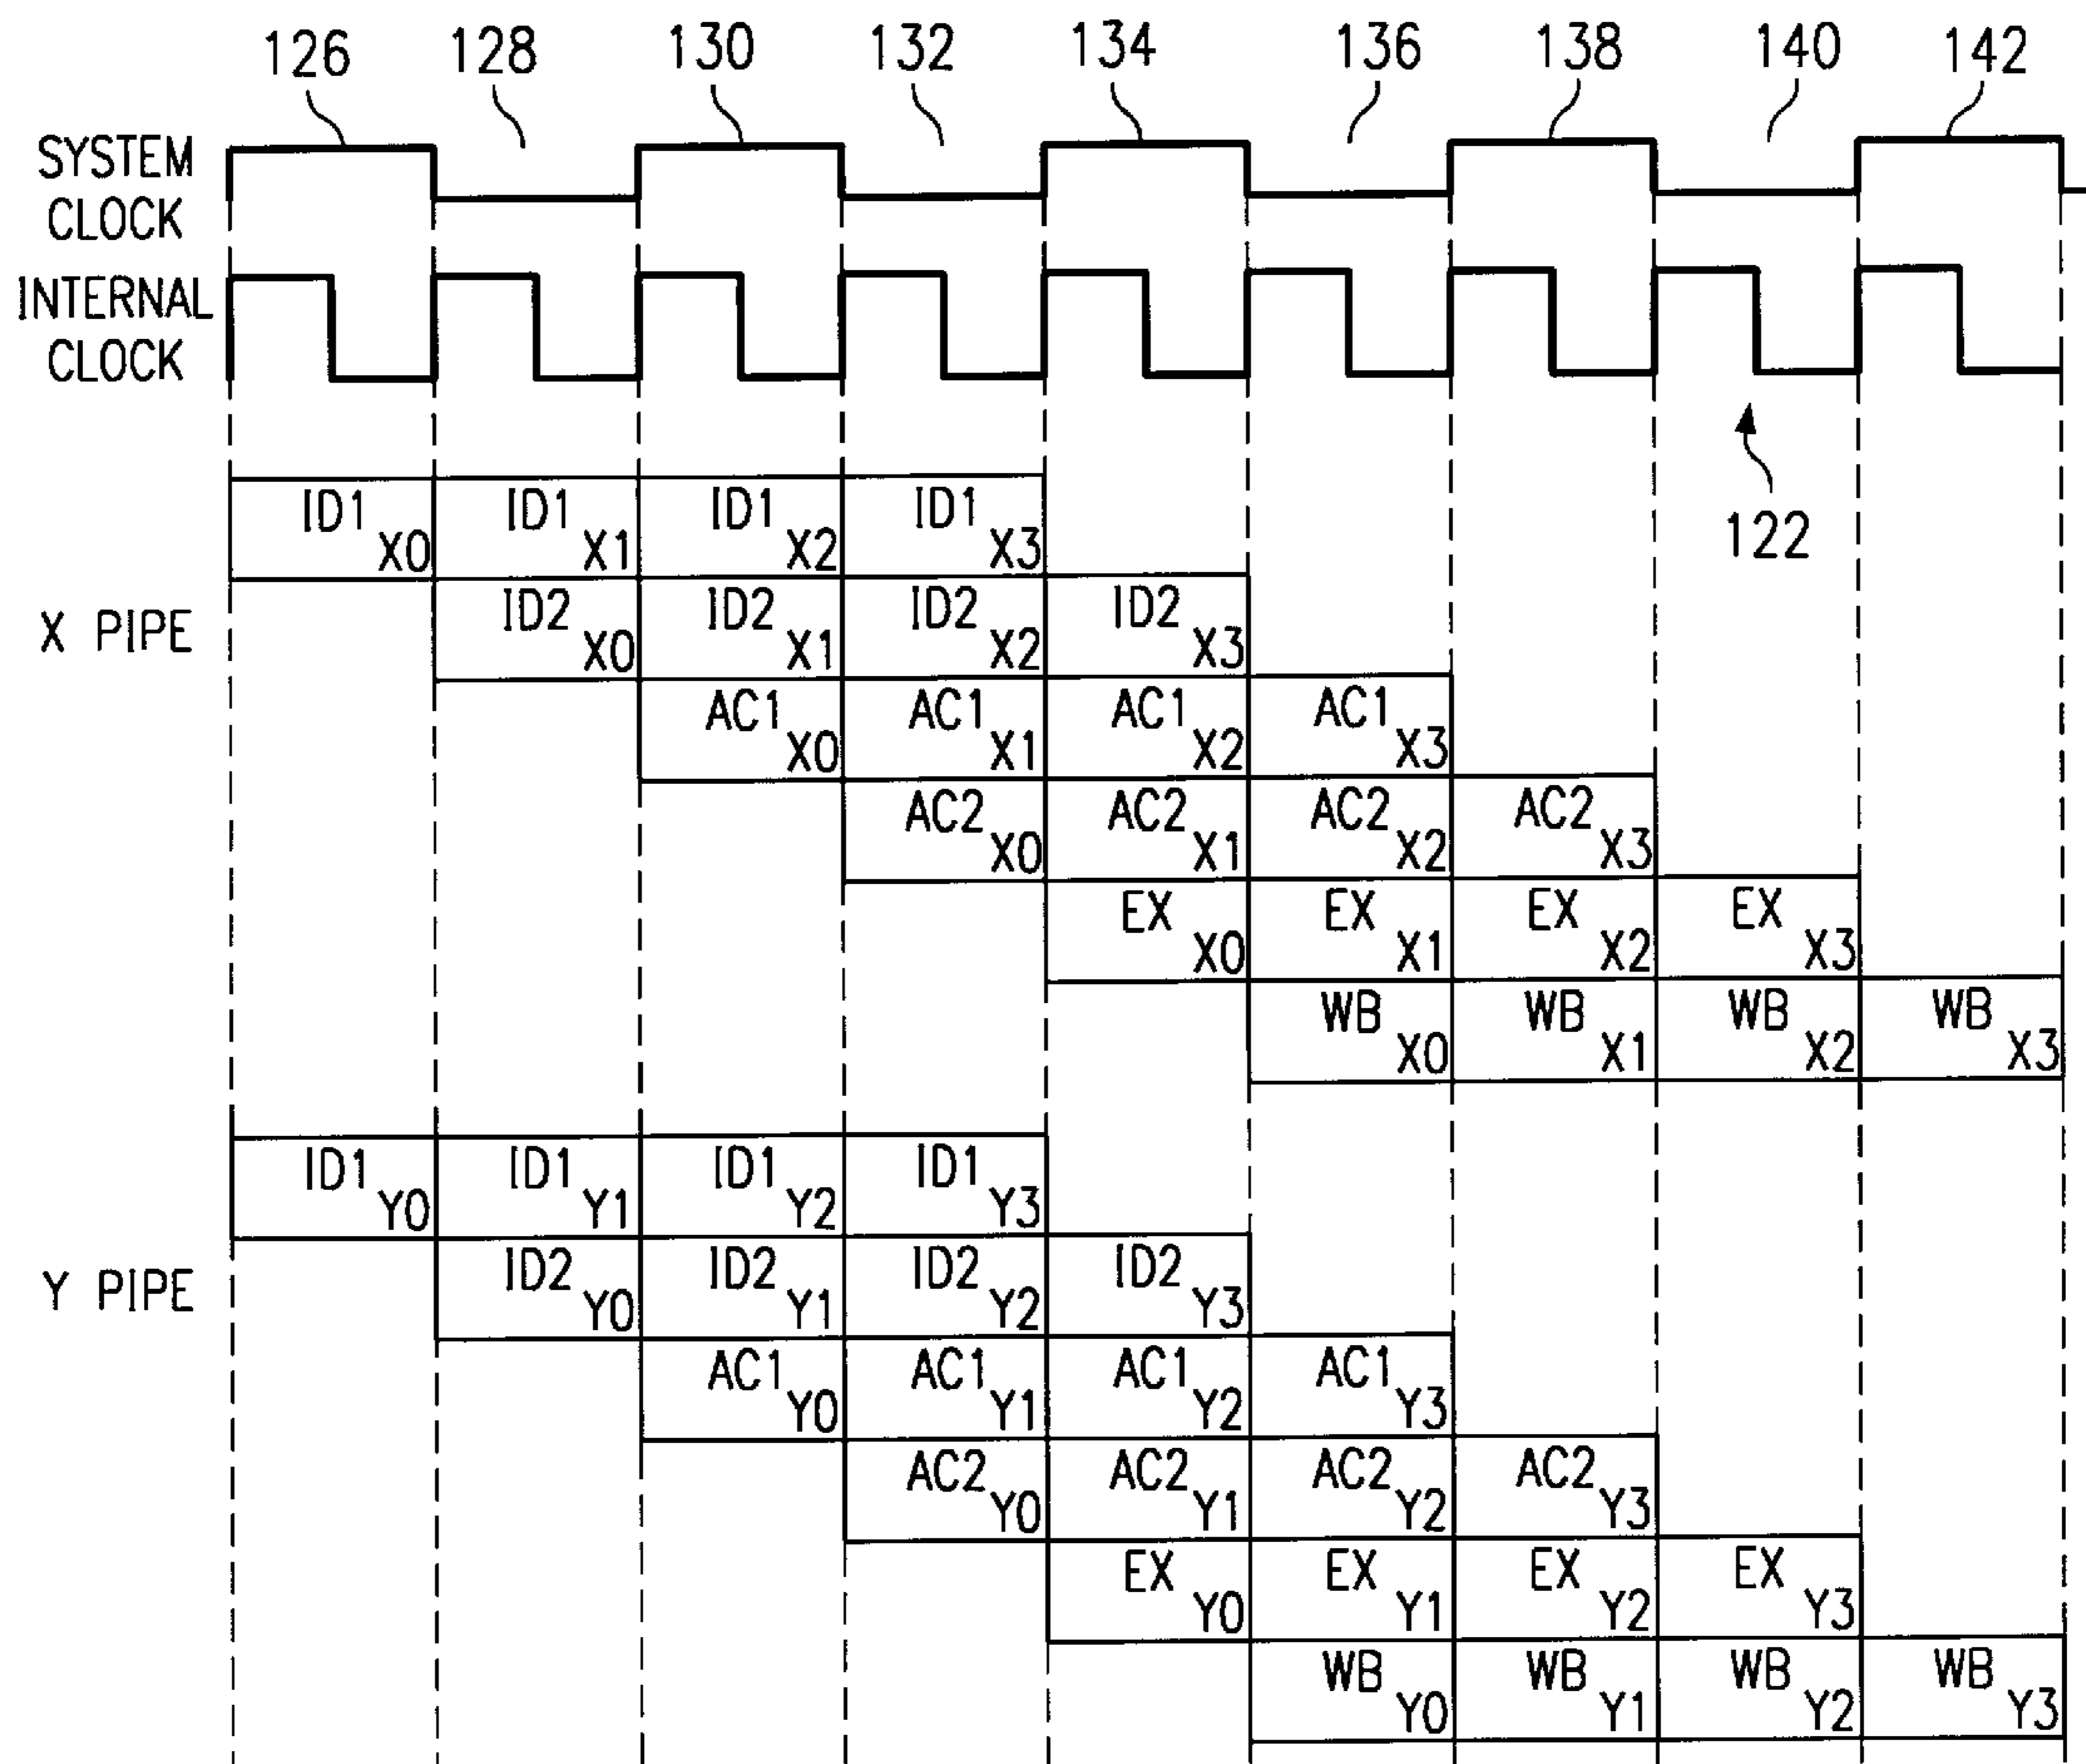 126 128 130 132 134 136 138 140 142
SYSTEM
CLOCK
INTERNAL
CLOCK
122
X PIPE
ID1 X0 ID1 X1 ID1 X2 ID1 X3
ID2 X0 ID2 X1 ID2 X2 ID2 X3
AC1 X0 AC1 X1 AC1 X2 AC1 X3
AC2 X0 AC2 X1 AC2 X2 AC2 X3
EX X0 EX X1 EX X2 EX X3
WB X0 WB X1 WB X2 WB X3
Y PIPE
ID1 Y0 ID1 Y1 ID1 Y2 ID1 Y3
ID2 Y0 ID2 Y1 ID2 Y2 ID2 Y3
AC1 Y0 AC1 Y1 AC1 Y2 AC1 Y3
AC2 Y0 AC2 Y1 AC2 Y2 AC2 Y3
EX Y0 EX Y1 EX Y2 EX Y3
WB Y0 WB Y1 WB Y2 WB Y3